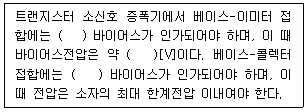 트랜지스터 소신호 증폭기에서 베이스-이미터 접
합에는 (   ) 바이어스가 인가되어야 하며, 이 때
바이어스전압은 약 (   )[V]이다. 베이스-콜렉터
접합에는 (   ) 바이어스가 인가되어야 하며, 이
때 전압은 소자의 최대 한계전압 이내여야 한다.